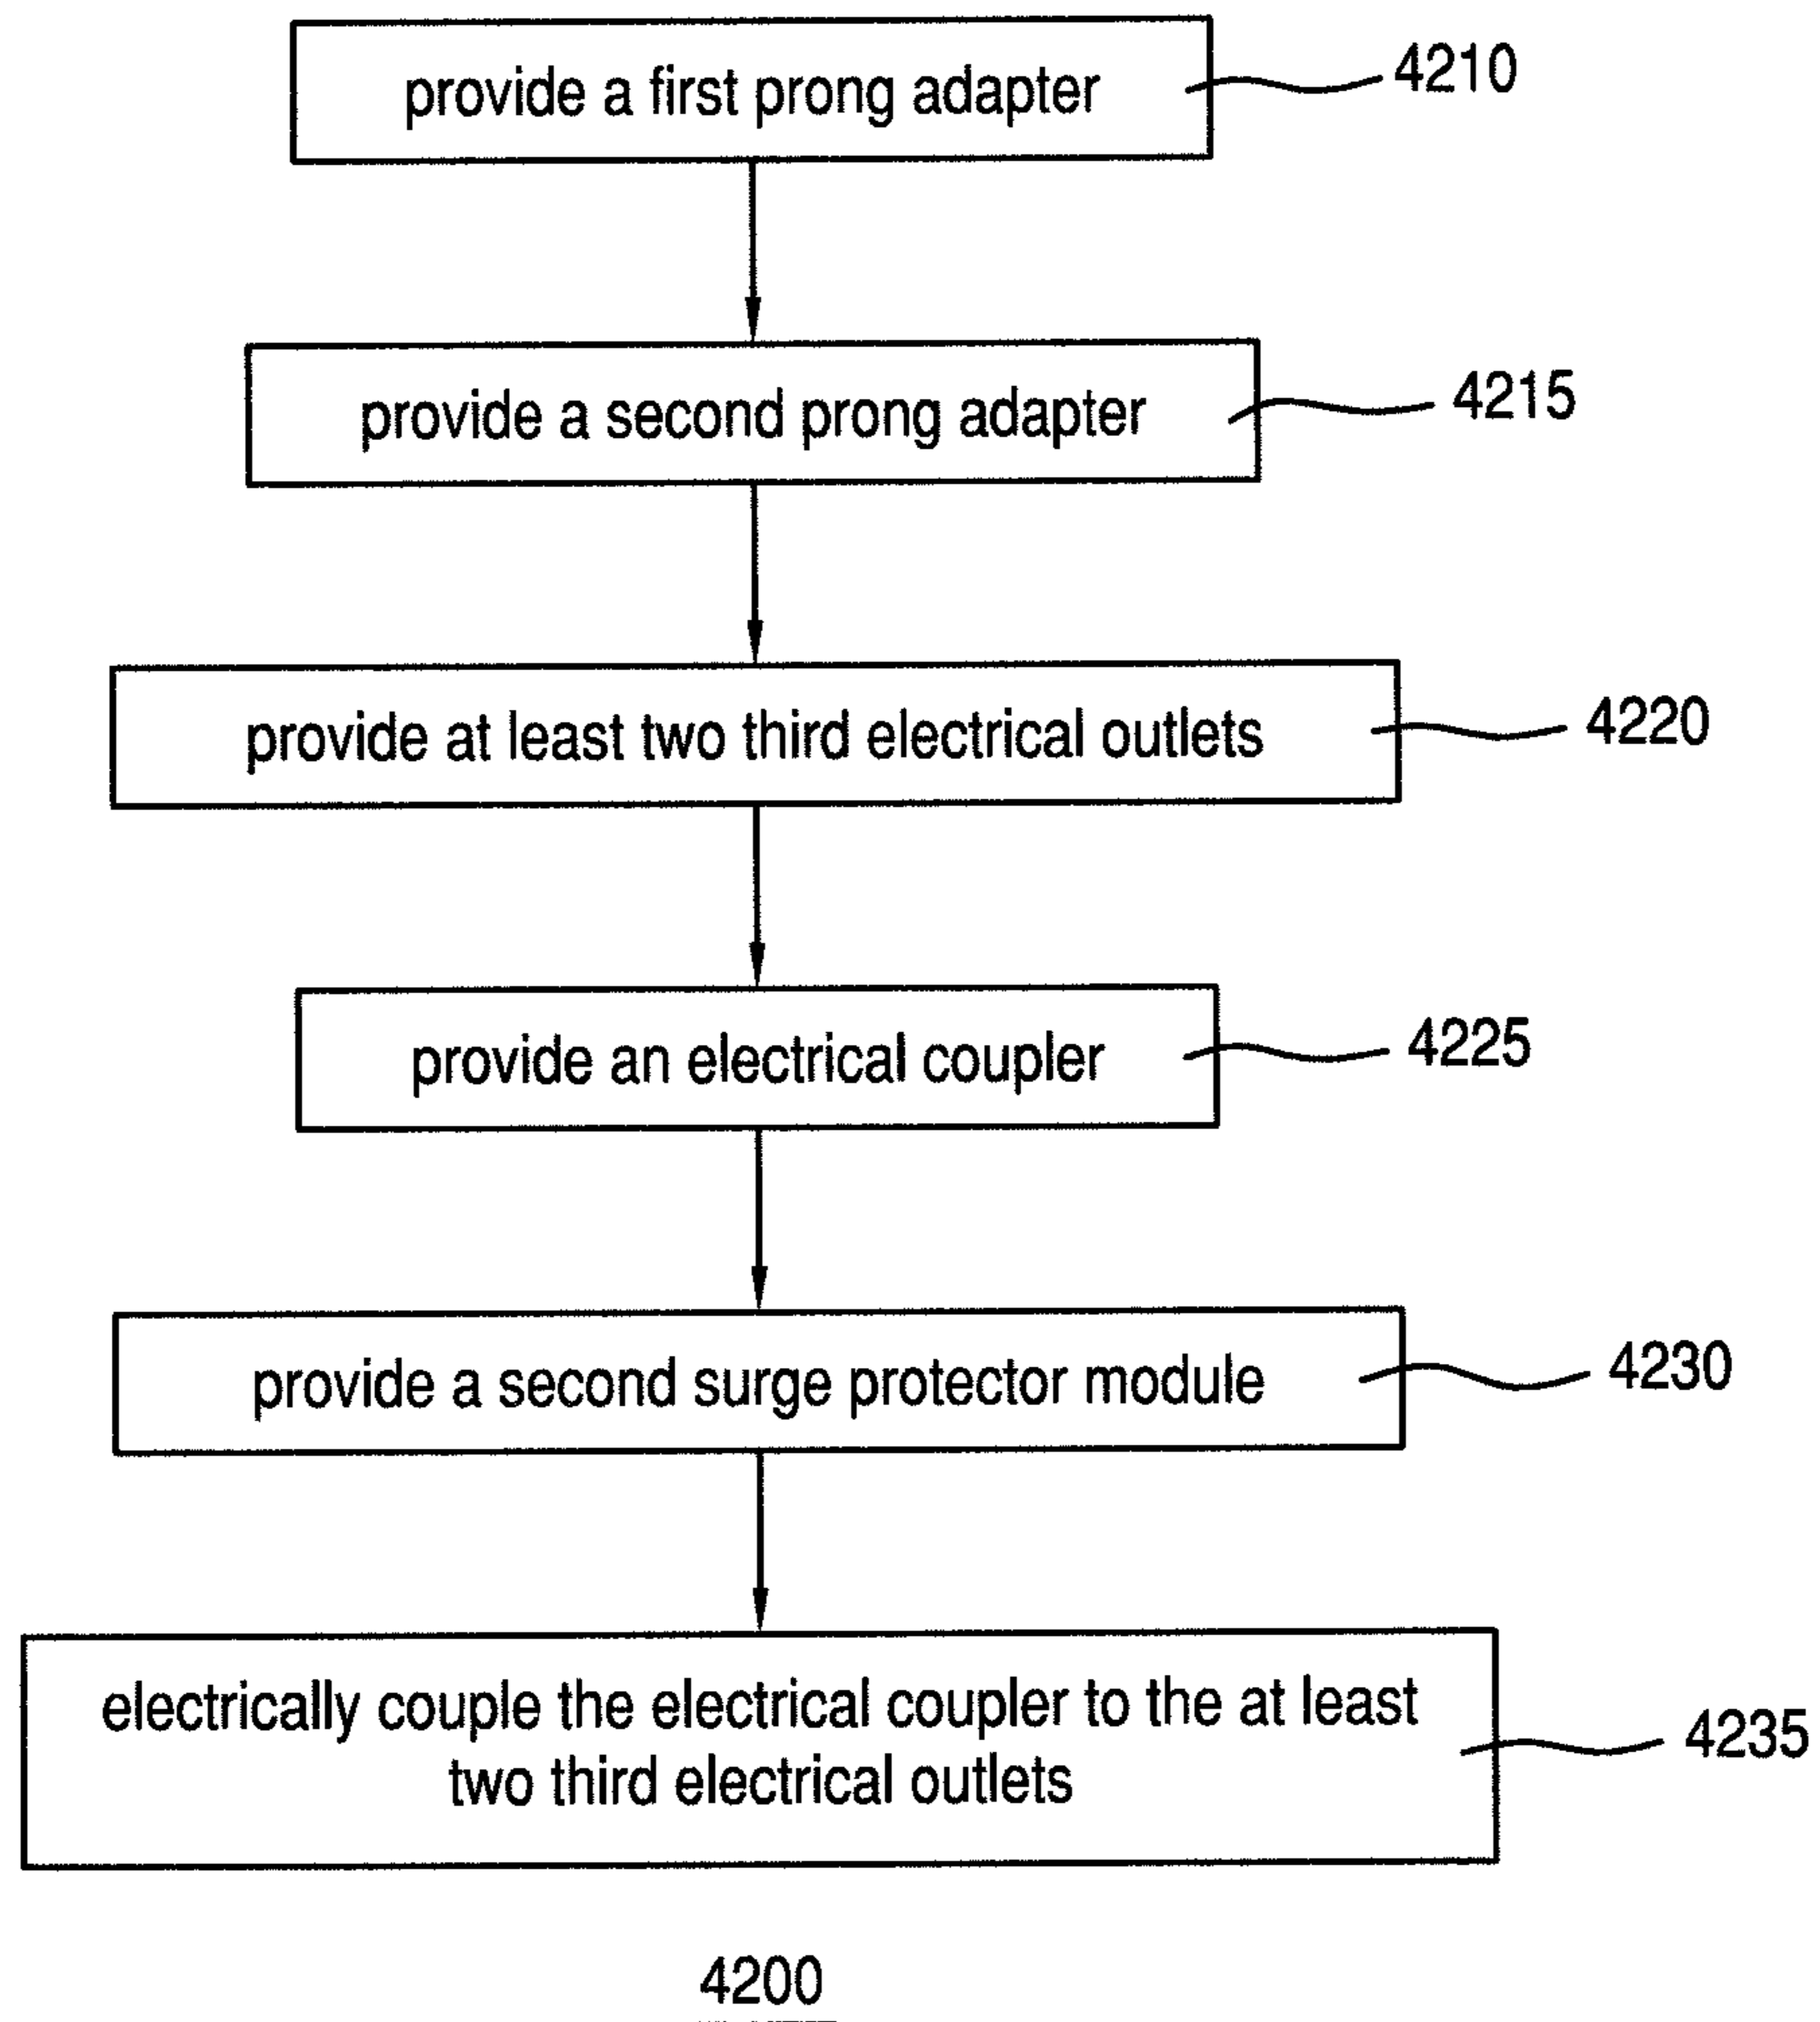 provide a first prong adapter 4210
provide a second prong adapter 4215
provide at least two third electrical outlets 4220
provide an electrical coupler 4225
provide a second surge protector module 4230
electrically couple the electrical coupler to the at least
two third electrical outlets
4235
4200